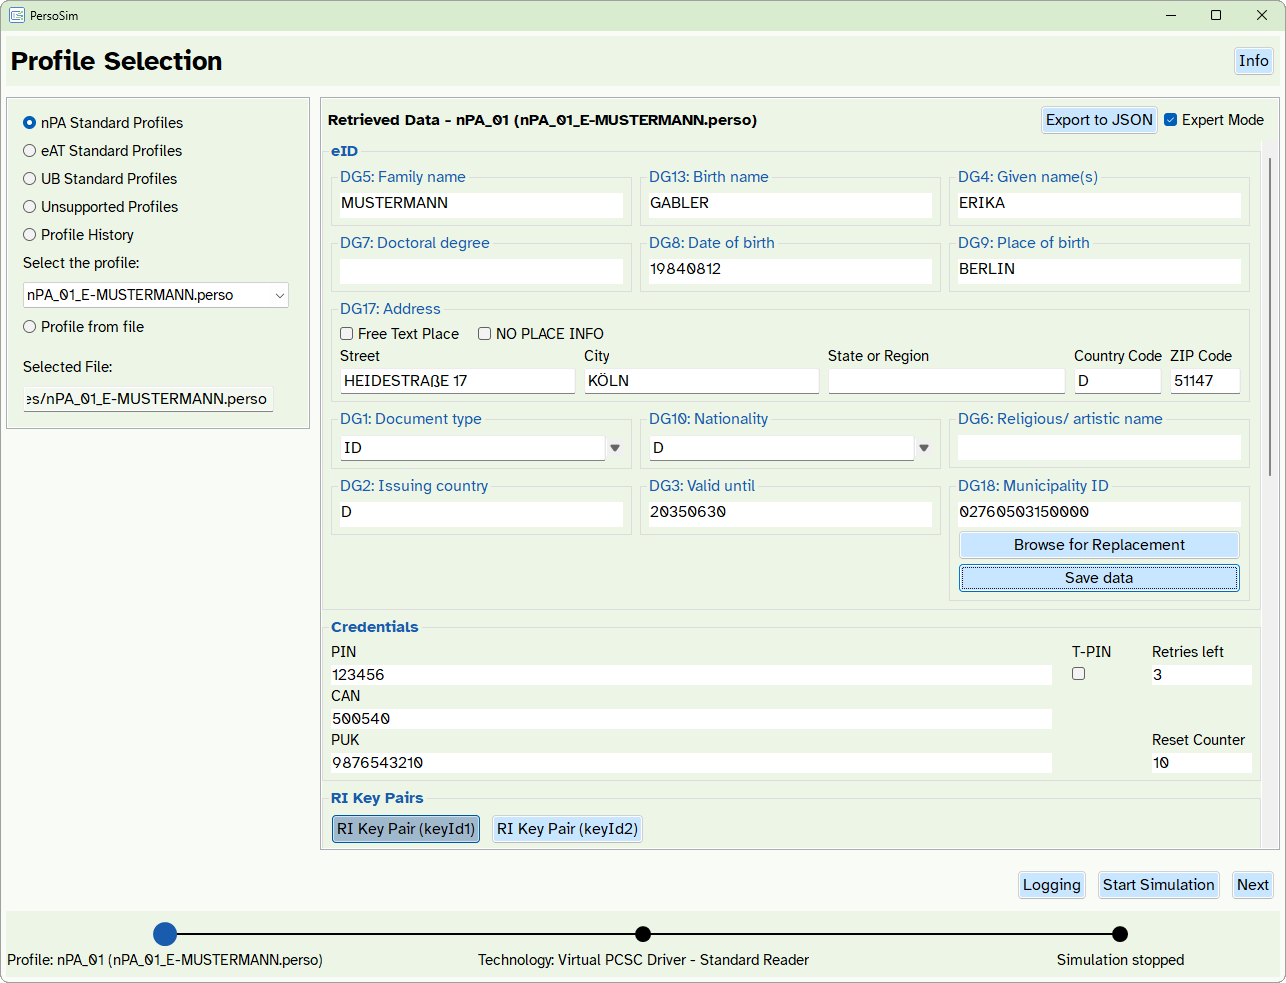 PersoSim
Profile Selection
Info
nPA Standard Profiles
eAT Standard Profiles
UB Standard Profiles
Unsupported Profiles
Profile History
Select the profile:
nPA_01_E-MUSTERMANN.perso
Profile from file
Selected File:
es/nPA_01_E-MUSTERMANN.perso
Retrieved Data - nPA_01 (nPA_01_E-MUSTERMANN.perso)
Export to JSON
Expert Mode
eID
DG5: Family name
MUSTERMANN
DG13: Birth name
GABLER
DG4: Given name(s)
ERIKA
DG7: Doctoral degree
DG8: Date of birth
19840812
DG9: Place of birth
BERLIN
DG17: Address
Free Text Place
NO PLACE INFO
Street
HEIDESTRAßE 17
City
KÖLN
State or Region
Country Code
D
ZIP Code
51147
DG1: Document type
ID
DG10: Nationality
D
DG6: Religious/ artistic name
DG2: Issuing country
D
DG3: Valid until
20350630
DG18: Municipality ID
02760503150000
Browse for Replacement
Save data
Credentials
PIN
123456
T-PIN
Retries left
3
CAN
500540
PUK
9876543210
Reset Counter
10
RI Key Pairs
RI Key Pair (keyId1)
RI Key Pair (keyId2)
Logging
Start Simulation
Next
Profile: nPA_01 (nPA_01_E-MUSTERMANN.perso)
Technology: Virtual PCSC Driver - Standard Reader
Simulation stopped